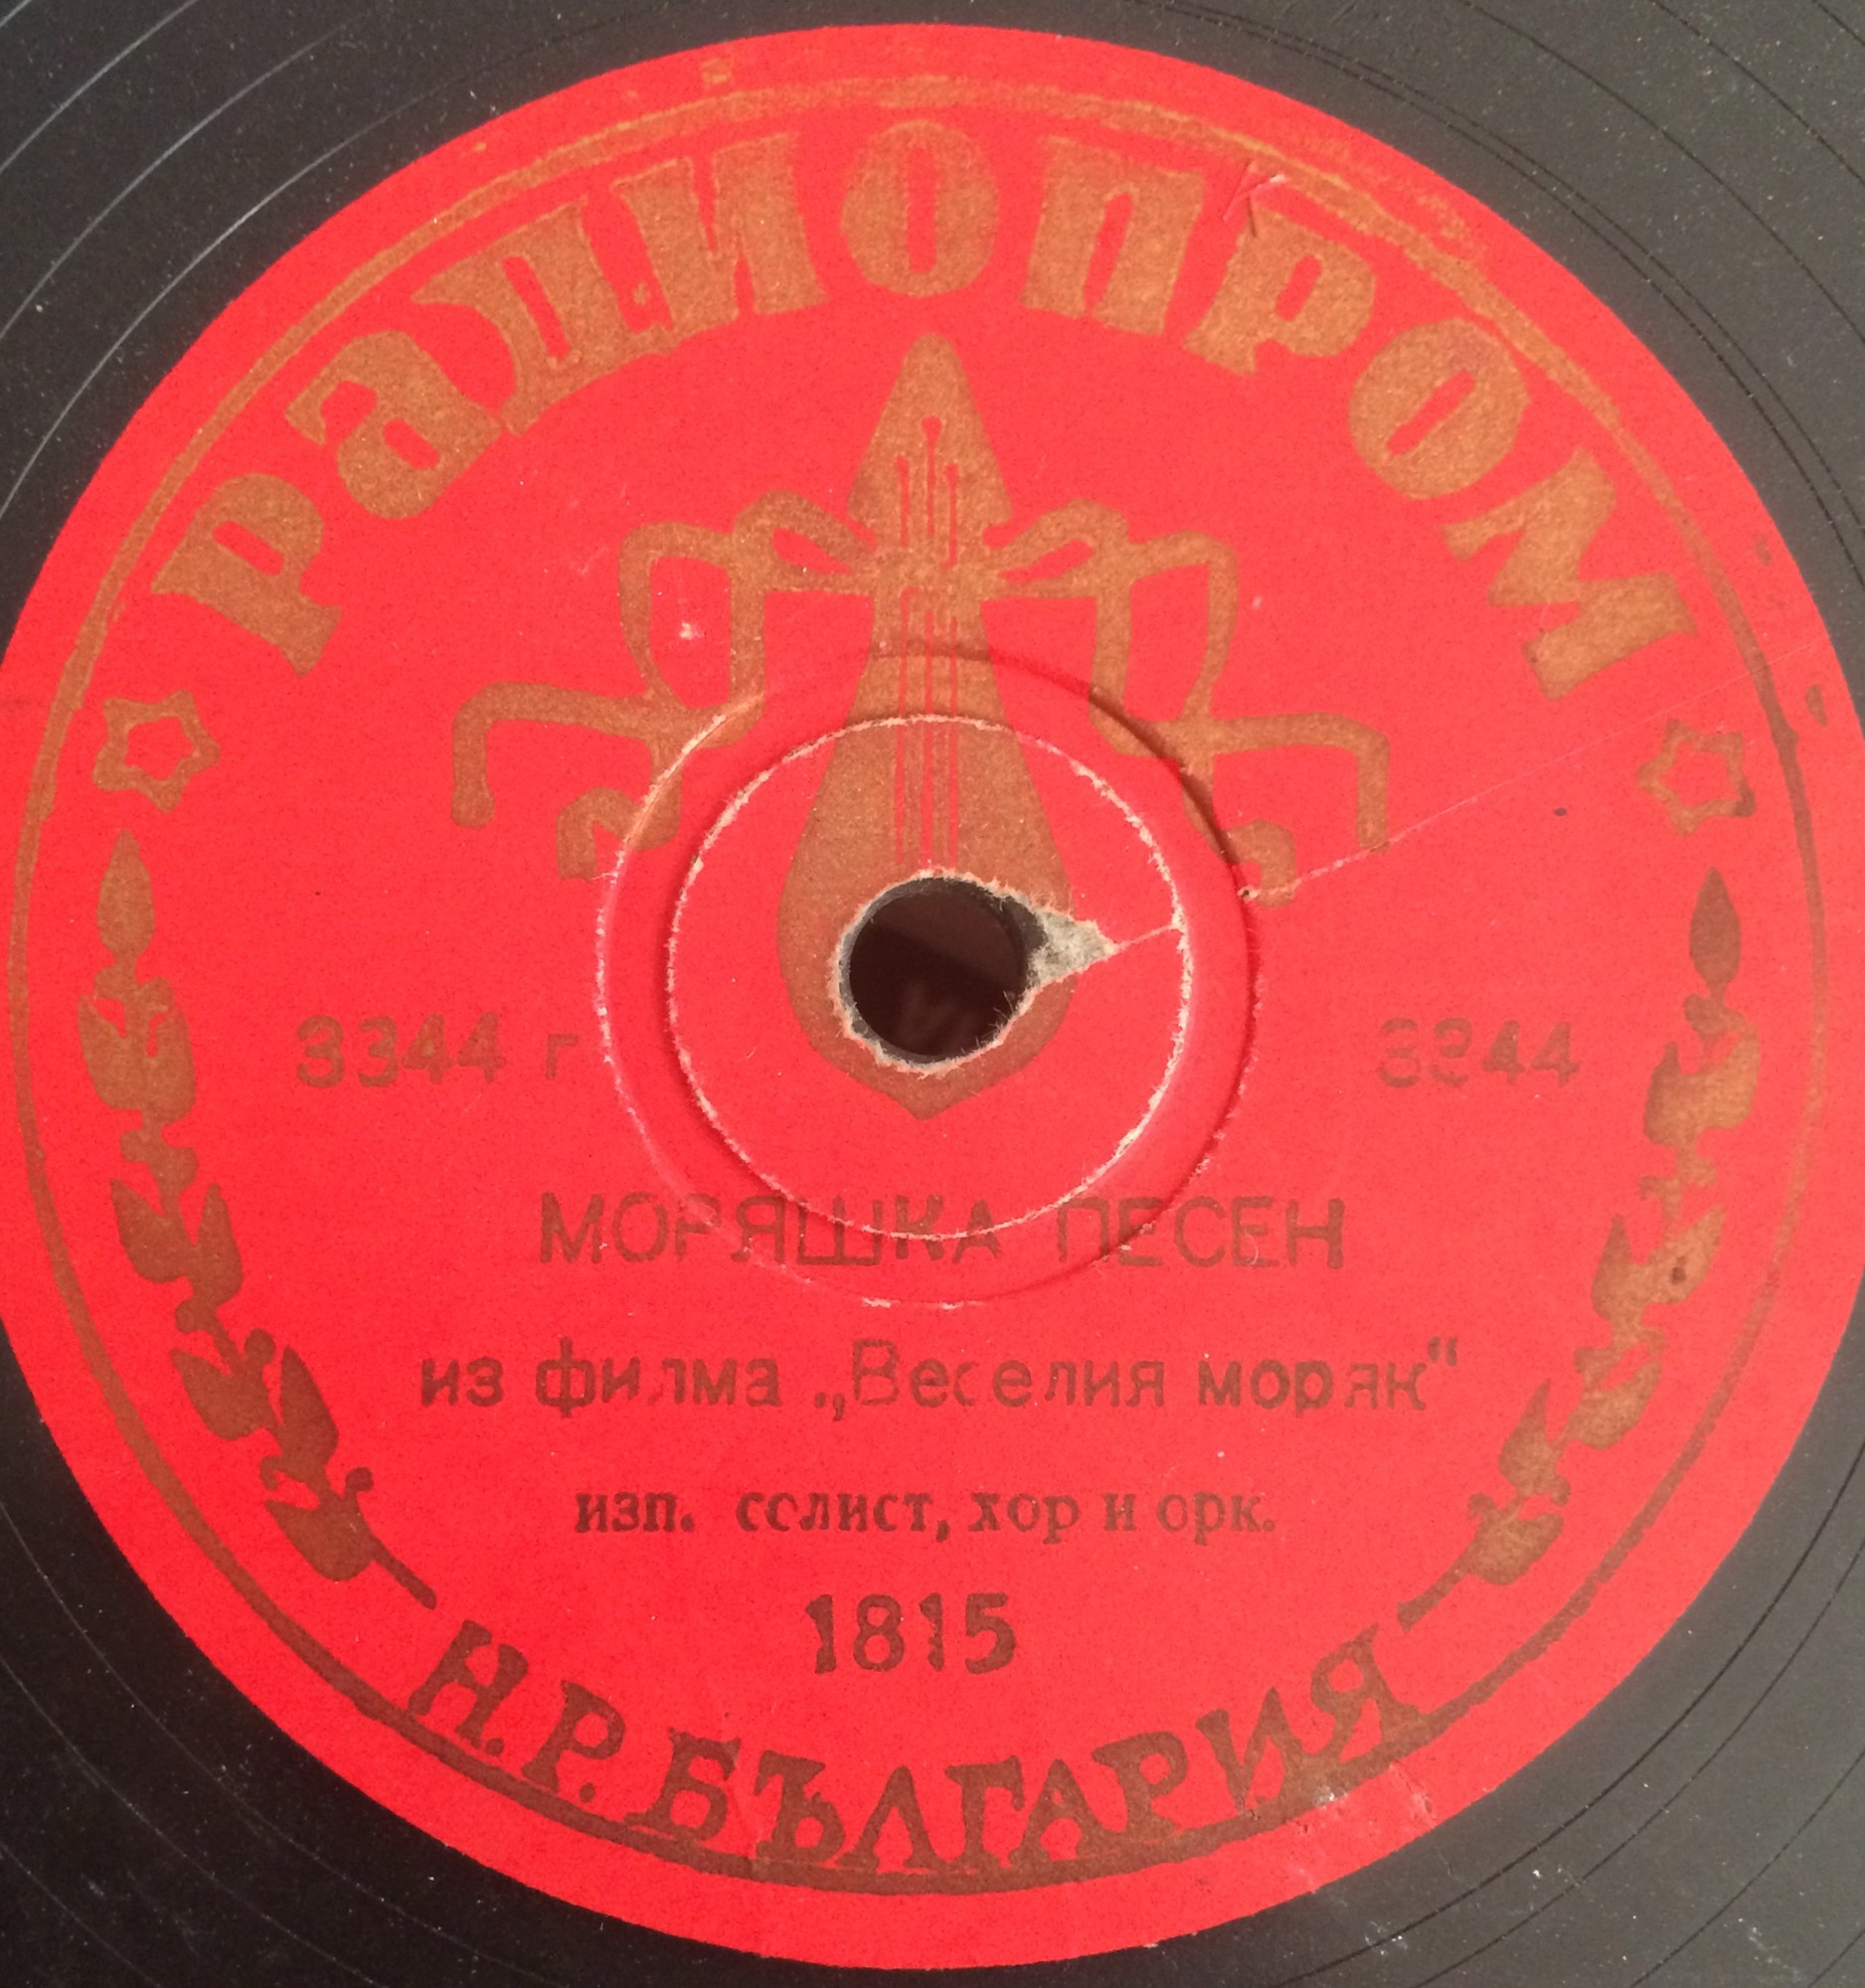 радиопром
3344 г 3344
МОРЯШКА ПЕСЕН
из филма „Веселия моряк“
изп. солист, хор и орк.
1815
Н.Р. БЪЛГАРИЯ